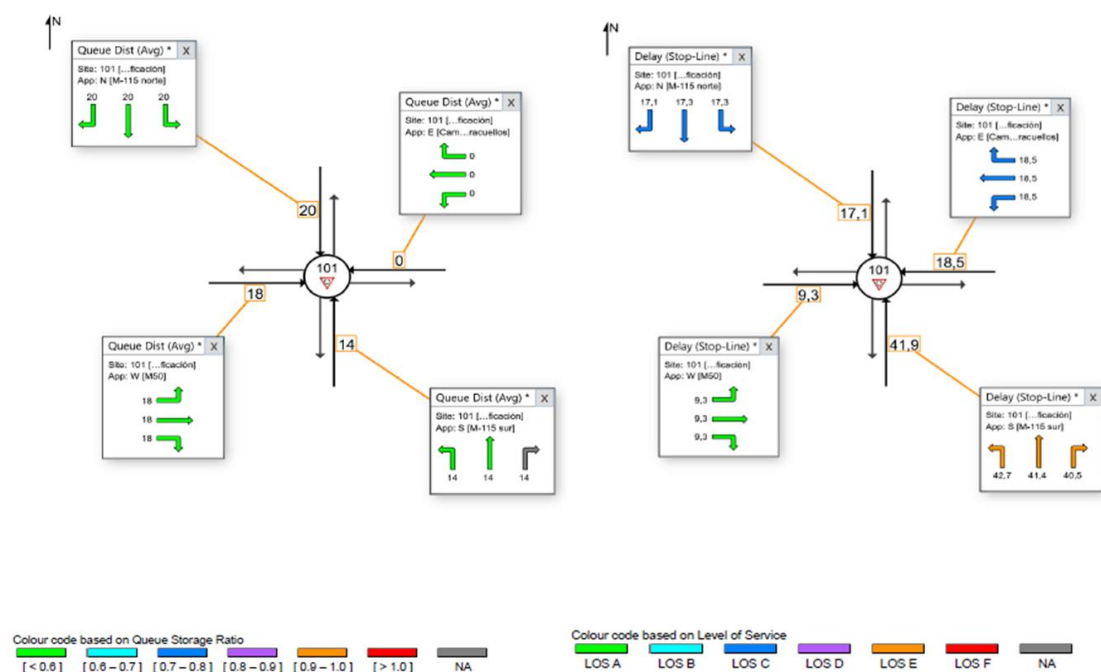 N
Queue Dist (Avg) * X
Site: 101 [...ficación]
App: N [M-115 norte]
20 20 20
Queue Dist (Avg) * X
Site: 101 [...ficación]
App: E [Cam...racuellos]
0
0
0
20
101
0
18
14
Queue Dist (Avg) * X
Site: 101 [...ficación]
App: W [M50]
18
18
18
Queue Dist (Avg) * X
Site: 101 [...ficación]
App: S [M-115 sur]
14 14 14
Colour code based on Queue Storage Ratio
[ < 0.6 ] [ 0.6 – 0.7 ] [ 0.7 – 0.8 ] [ 0.8 – 0.9 ] [ 0.9 – 1.0 ] [ > 1.0 ] NA
N
Delay (Stop-Line) * X
Site: 101 [...ficación]
App: N [M-115 norte]
17,1 17,3 17,3
Delay (Stop-Line) * X
Site: 101 [...ficación]
App: E [Cam...racuellos]
18,5
18,5
18,5
17,1
101
18,5
9,3
41,9
Delay (Stop-Line) * X
Site: 101 [...ficación]
App: W [M50]
9,3
9,3
9,3
Delay (Stop-Line) * X
Site: 101 [...ficación]
App: S [M-115 sur]
42,7 41,4 40,5
Colour code based on Level of Service
LOS A LOS B LOS C LOS D LOS E LOS F NA